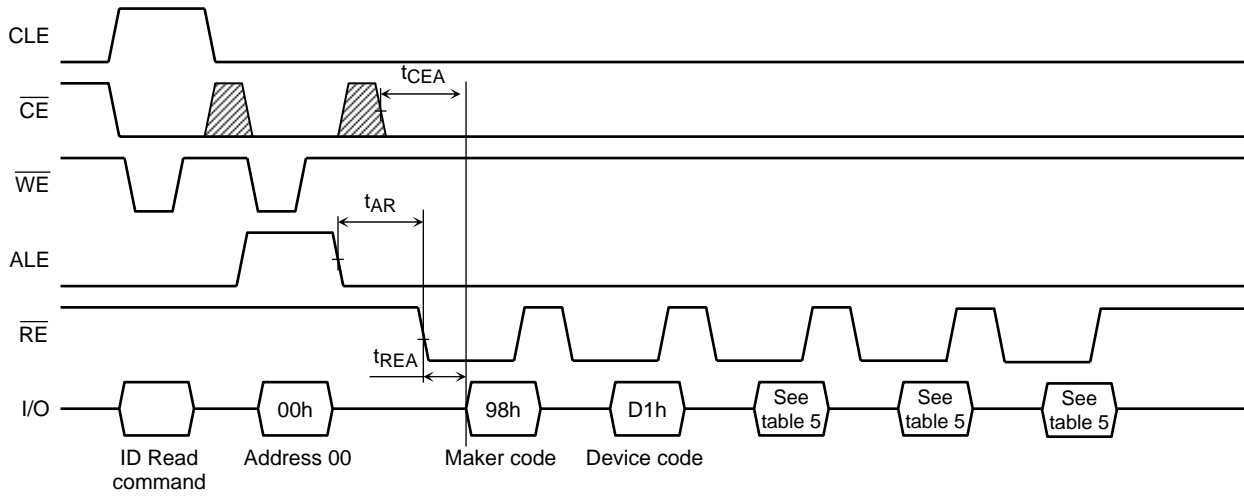 CLE
tCEA
CE
WE
tAR
ALE
RE
tREA
I/O
00h
98h
D1h
See
table 5
See
table 5
See
table 5
ID Read
command
Address 00
Maker code
Device code